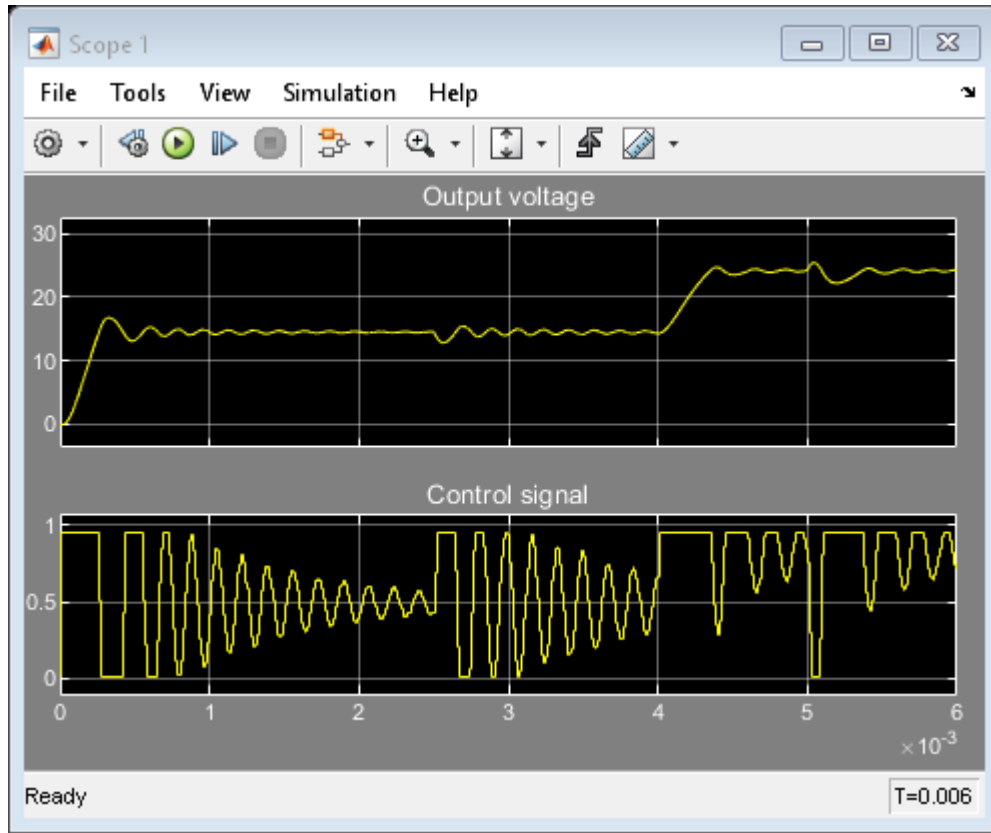 Scope 1
File Tools View Simulation Help
Output voltage
30
20
10
0
Control signal
1
0.5
0
0 1 2 3 4 5 6
×10-3
Ready T=0.006